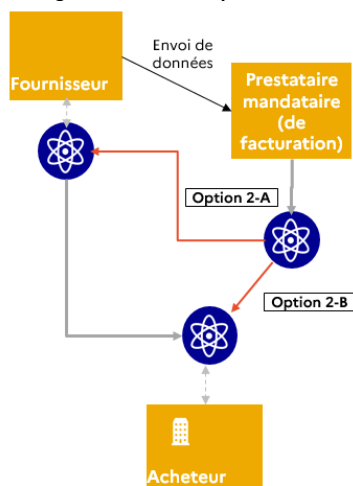 Envoi de
données
Fournisseur
Prestataire
mandataire
(de
facturation)
Option 2-A
Option 2-B
Acheteur